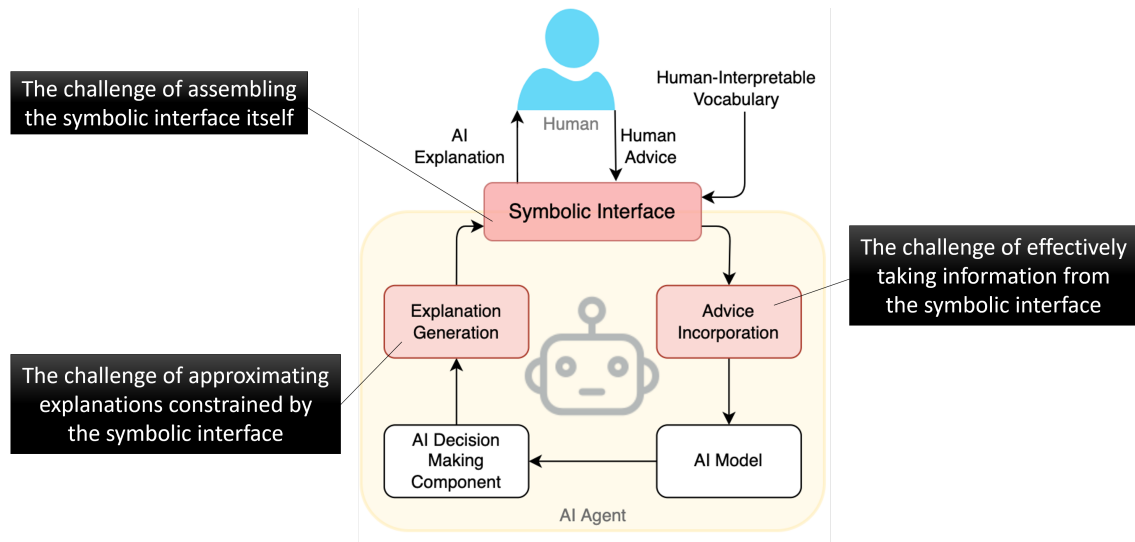 The challenge of assembling
the symbolic interface itself
Human
Human-Interpretable
Vocabulary
AI
Explanation
Human
Advice
Symbolic Interface
The challenge of effectively
taking information from
the symbolic interface
Explanation
Generation
Advice
Incorporation
The challenge of approximating
explanations constrained by
the symbolic interface
AI Decision
Making
Component
AI Model
AI Agent